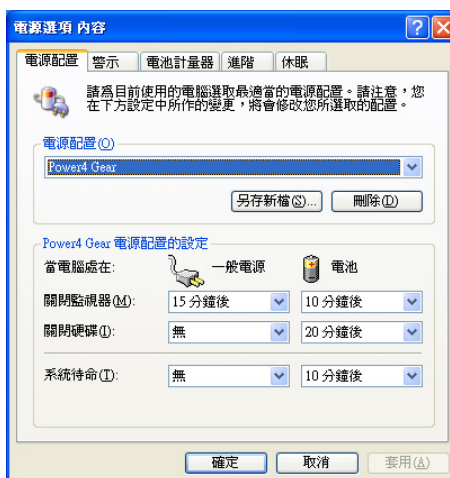 電源選項 內容
電源配置 警示 電池計量器 進階 休眠
請為目前使用的電腦選取最適當的電源配置。請注意，您
在下方設定中所作的變更，將會修改您所選取的配置。
電源配置(O)
Power4 Gear
另存新檔(S)... 刪除(D)
Power4 Gear 電源配置的設定
當電腦處在: 一般電源 電池
關閉監視器(M): 15 分鐘後 10 分鐘後
關閉硬碟(I): 無 20 分鐘後
系統待命(T): 無 10 分鐘後
確定 取消 套用(A)